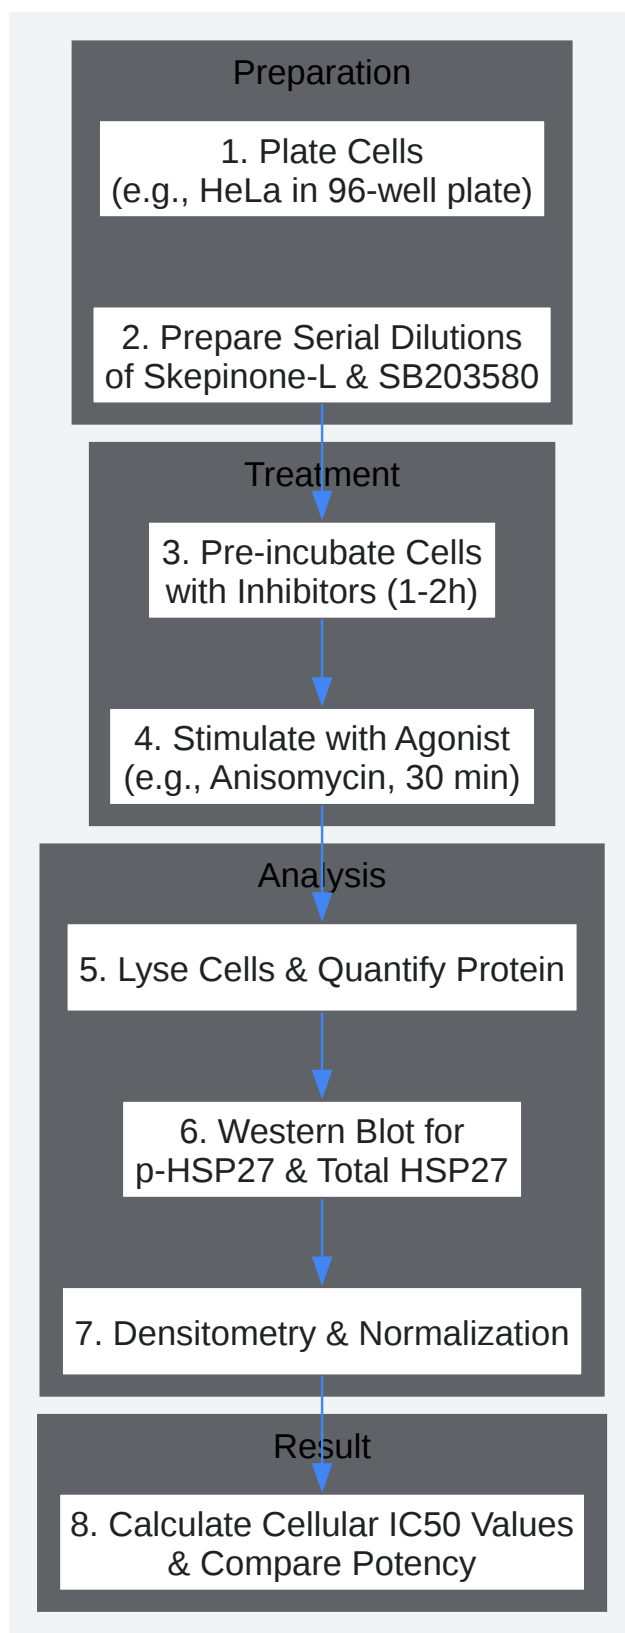 Preparation
1. Plate Cells
(e.g., HeLa in 96-well plate)
2. Prepare Serial Dilutions
of Skepinone-L & SB203580
Treatment
3. Pre-incubate Cells
with Inhibitors (1-2h)
4. Stimulate with Agonist
(e.g., Anisomycin, 30 min)
Analysis
5. Lyse Cells & Quantify Protein
6. Western Blot for
p-HSP27 & Total HSP27
7. Densitometry & Normalization
Result
8. Calculate Cellular IC50 Values
& Compare Potency